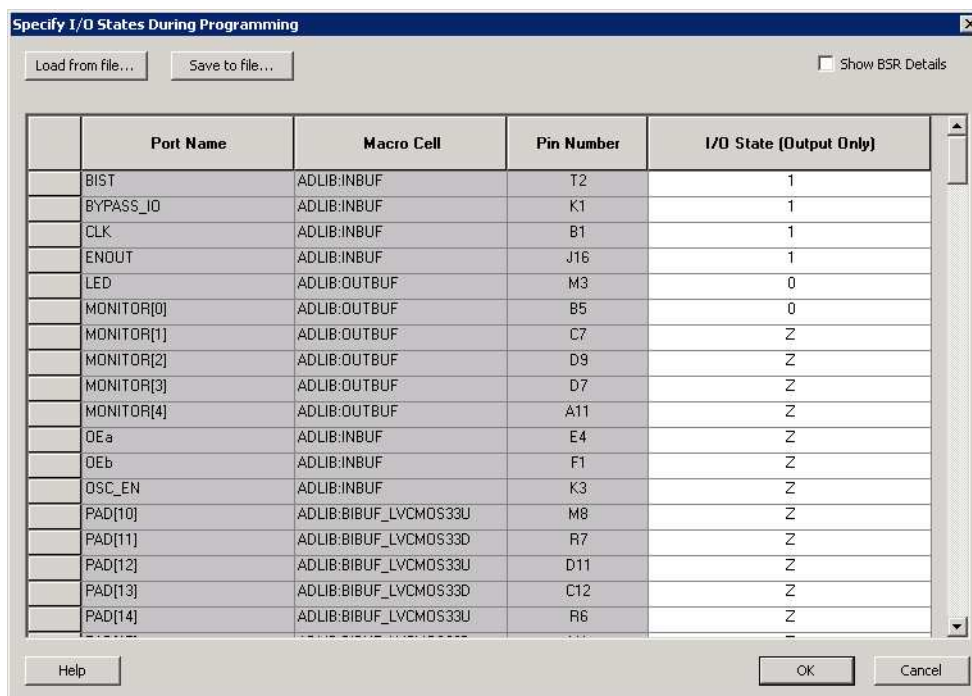 Specify I/O States During Programming
Load from file... Save to file... Show BSR Details
Port Name Macro Cell Pin Number I/O State (Output Only)
BIST ADLIB:INBUF T2 1
BYPASS_IO ADLIB:INBUF K1 1
CLK ADLIB:INBUF B1 1
ENOUT ADLIB:INBUF J16 1
LED ADLIB:OUTBUF M3 0
MONITOR[0] ADLIB:OUTBUF B5 0
MONITOR[1] ADLIB:OUTBUF C7 Z
MONITOR[2] ADLIB:OUTBUF D9 Z
MONITOR[3] ADLIB:OUTBUF D7 Z
MONITOR[4] ADLIB:OUTBUF A11 Z
OEa ADLIB:INBUF E4 Z
OEb ADLIB:INBUF F1 Z
OSC_EN ADLIB:INBUF K3 Z
PAD[10] ADLIB:BIBUF_LVCMOS33U M8 Z
PAD[11] ADLIB:BIBUF_LVCMOS33D R7 Z
PAD[12] ADLIB:BIBUF_LVCMOS33U D11 Z
PAD[13] ADLIB:BIBUF_LVCMOS33D C12 Z
PAD[14] ADLIB:BIBUF_LVCMOS33U R6 Z
Help OK Cancel